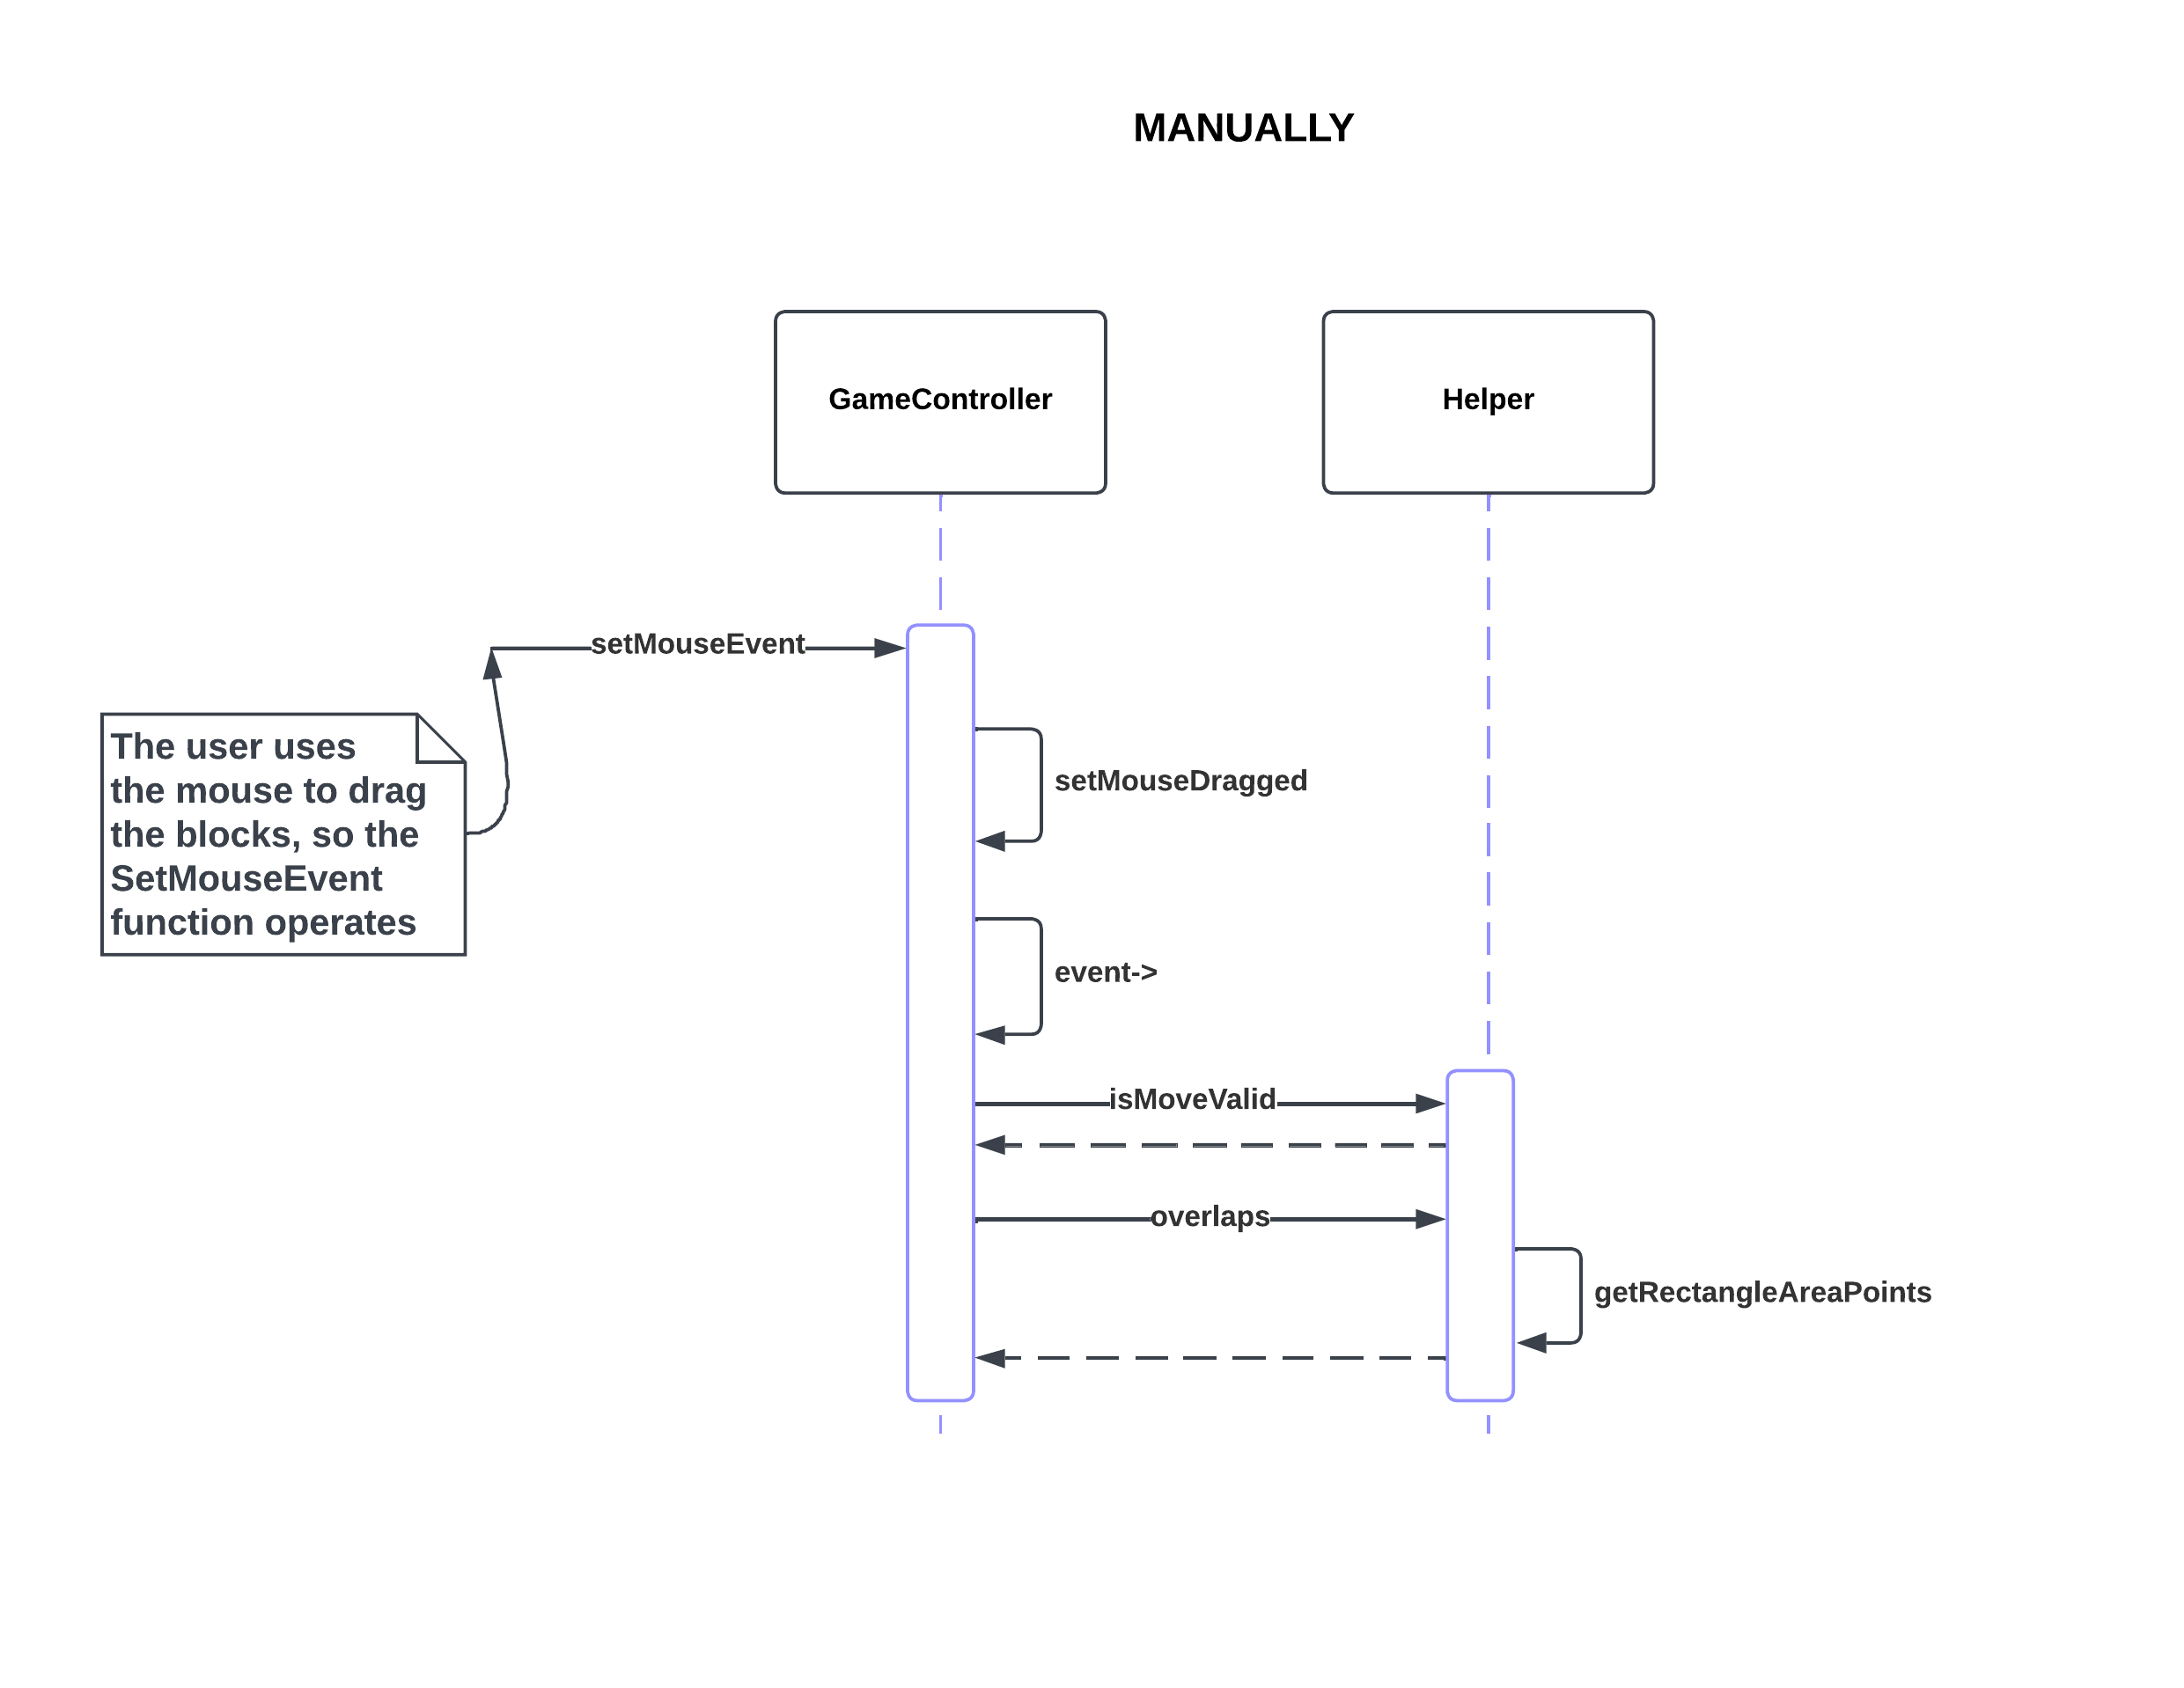 MANUALLY
GameController
Helper
setMouseEvent
The user uses
the mouse to drag
the blocks, so the
SetMouseEvent
function operates
setMouseDragged
event->
isMoveValid
overlaps
getRectangleAreaPoints